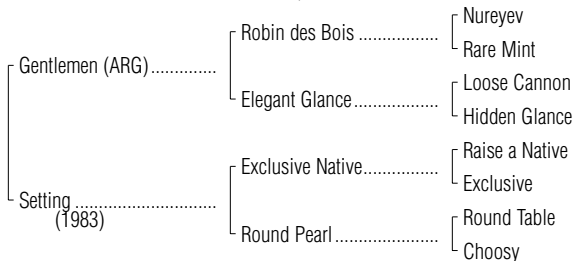 Nureyev
Robin des Bois ..................
Rare Mint
Gentlemen (ARG)..............
Loose Cannon
Elegant Glance...................
Hidden Glance
Raise a Native
Exclusive Native.................
Exclusive
Setting ..............................
(1983)
Round Table
Round Pearl.......................
Choosy